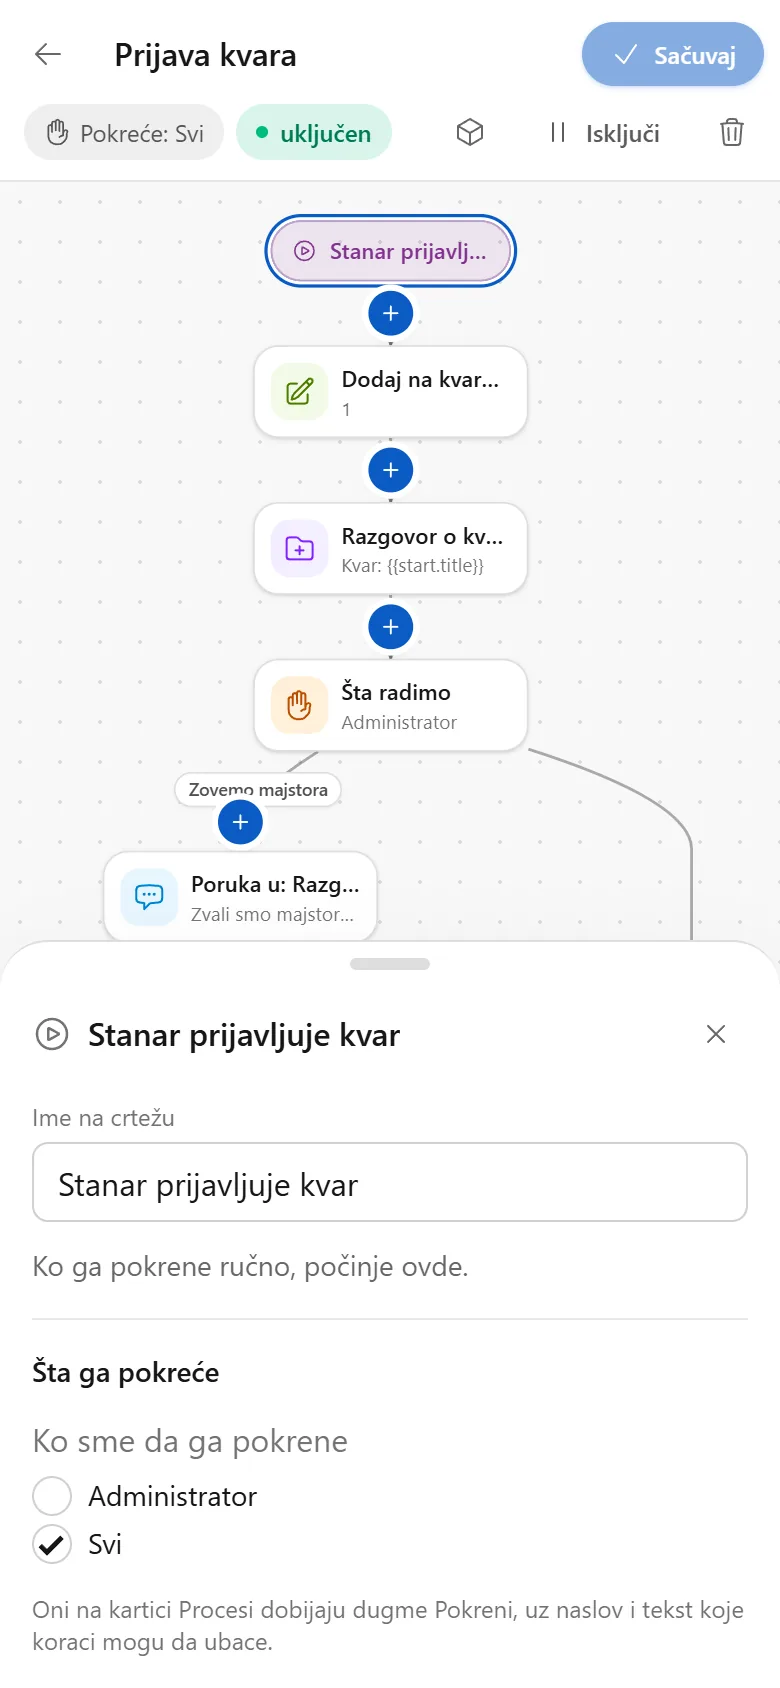 Prijava kvara
Sačuvaj
Pokreće: Svi
uključen
Isključi
Stanar prijavlj...
Dodaj na kvar...
1
Razgovor o kv...
Kvar: {{start.title}}
Šta radimo
Administrator
Zovemo majstora
Poruka u: Razg...
Zvali smo majstor...
Stanar prijavljuje kvar
Ime na crtežu
Stanar prijavljuje kvar
Ko ga pokrene ručno, počinje ovde.
Šta ga pokreće
Ko sme da ga pokrene
Administrator
Svi
Oni na kartici Procesi dobijaju dugme Pokreni, uz naslov i tekst koje
koraci mogu da ubace.